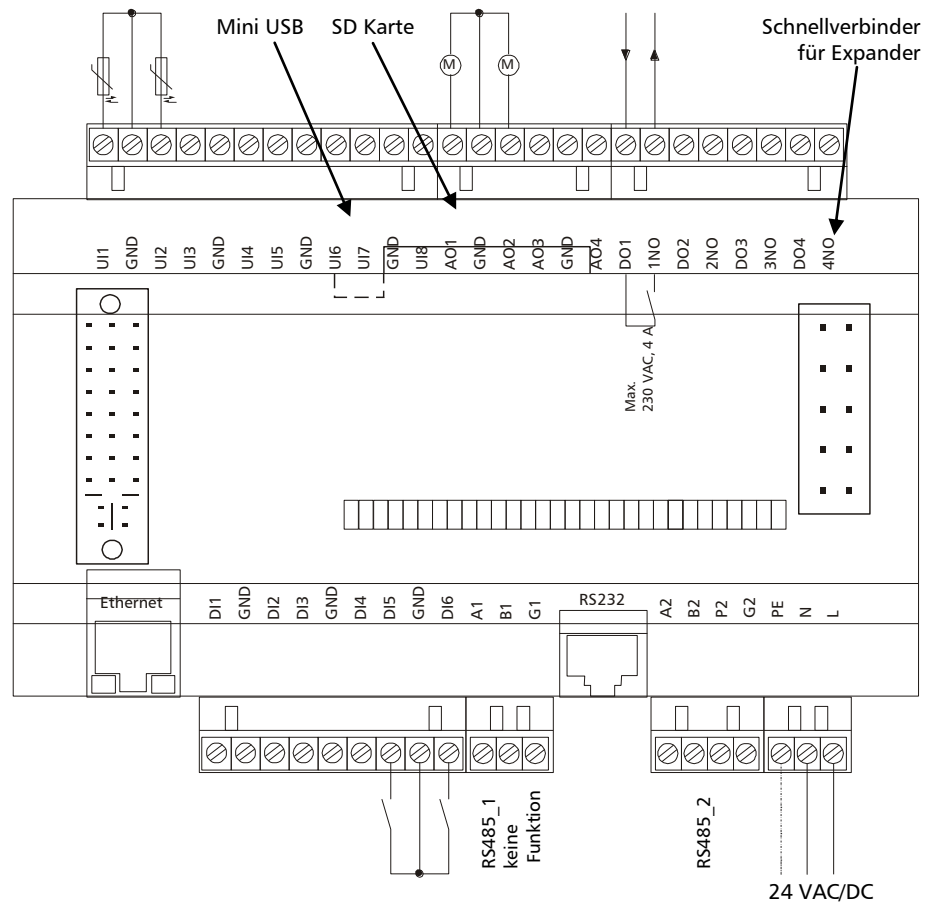 Mini USB
SD Karte
Schnellverbinder
für Expander
M
M
UI1
GND
UI2
UI3
GND
UI4
UI5
GND
UI6
UI7
GND
UI8
AO1
GND
AO2
AO3
GND
AO4
DO1
1NO
DO2
2NO
DO3
3NO
DO4
4NO
Max.
230 VAC, 4 A
Ethernet
DI1
GND
DI2
DI3
GND
DI4
DI5
GND
DI6
A1
B1
G1
RS232
A2
B2
P2
G2
PE
N
L
RS485_1
keine
Funktion
RS485_2
24 VAC/DC